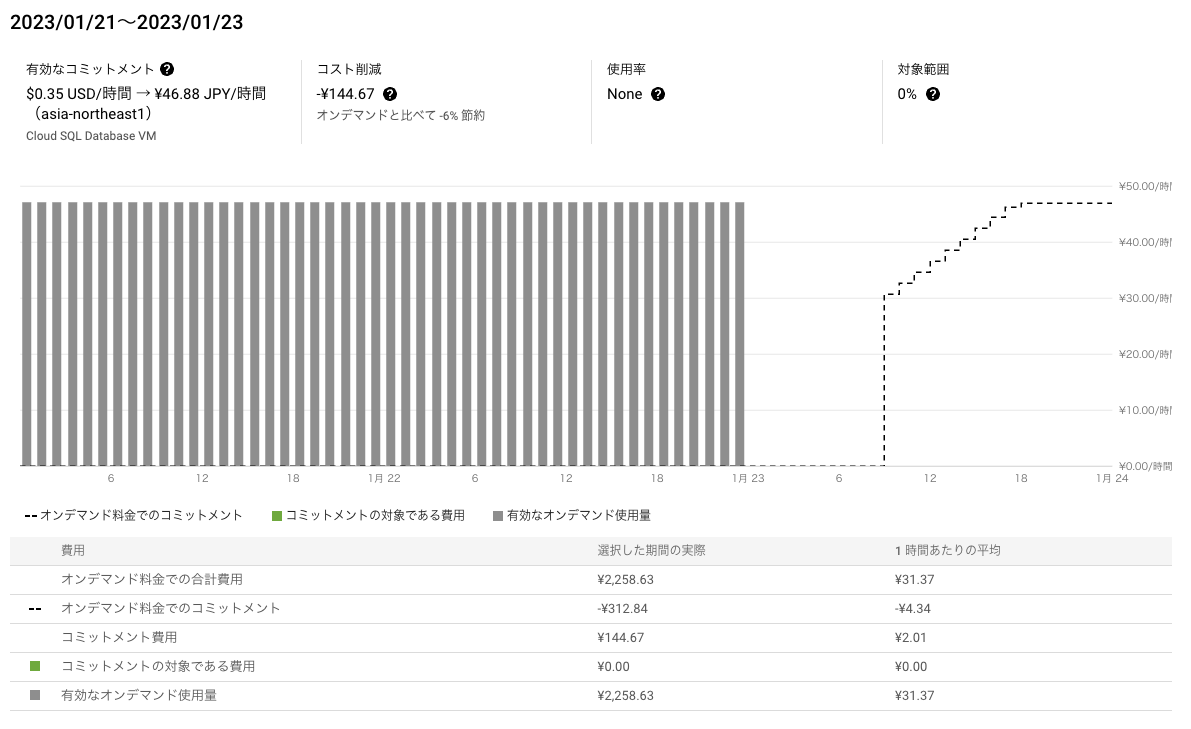 2023/01/21～2023/01/23
有効なコミットメント ?
$0.35 USD/時間 → ¥46.88 JPY/時間
（asia-northeast1）
Cloud SQL Database VM
コスト削減
-¥144.67 ?
オンデマンドと比べて -6% 節約
使用率
None ?
対象範囲
0% ?
¥50.00/時
¥40.00/時
¥30.00/時
¥20.00/時
¥10.00/時
¥0.00/時間
6 12 18 1月 22 6 12 18 1月 23 6 12 18 1月 24
オンデマンド料金でのコミットメント コミットメントの対象である費用 有効なオンデマンド使用量
費用 選択した期間の実際 1 時間あたりの平均
オンデマンド料金での合計費用 ¥2,258.63 ¥31.37
オンデマンド料金でのコミットメント -¥312.84 -¥4.34
コミットメント費用 ¥144.67 ¥2.01
コミットメントの対象である費用 ¥0.00 ¥0.00
有効なオンデマンド使用量 ¥2,258.63 ¥31.37